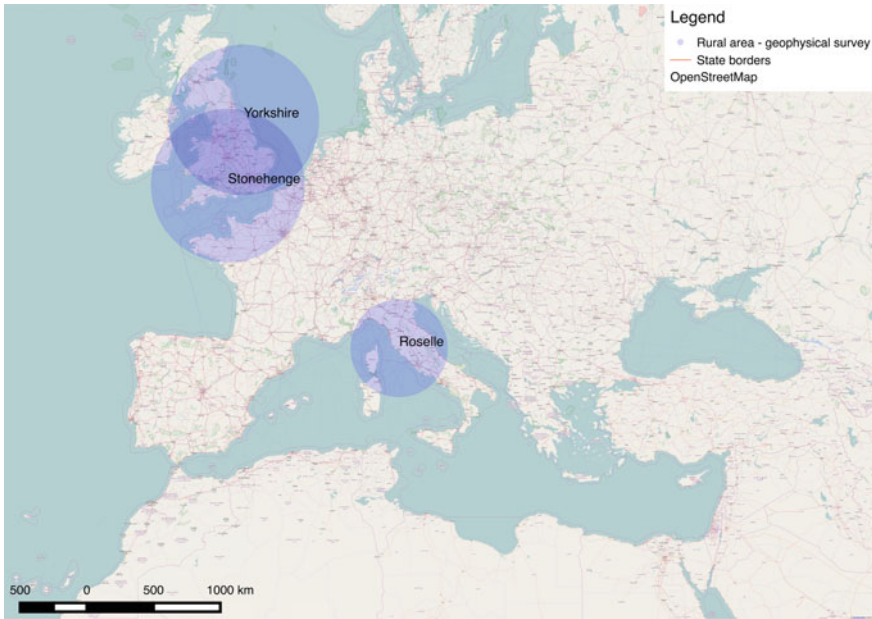 Legend
Rural area - geophysical survey
State borders
OpenStreetMap
Yorkshire
Stonehenge
Roselle
500 0 500 1000 km